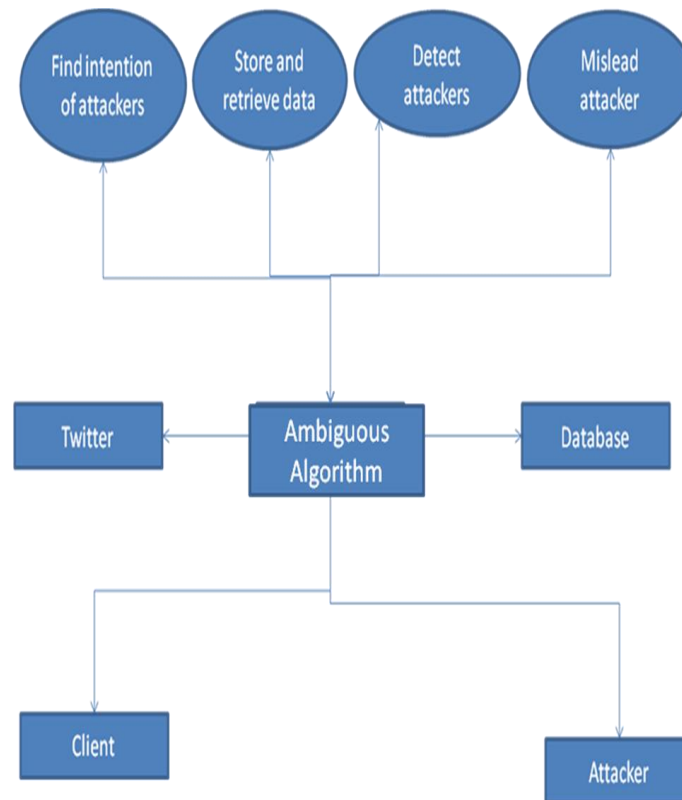 Find intention
of attackers
Store and
retrieve data
Detect
attackers
Mislead
attacker
Twitter
Ambiguous
Algorithm
Database
Client
Attacker